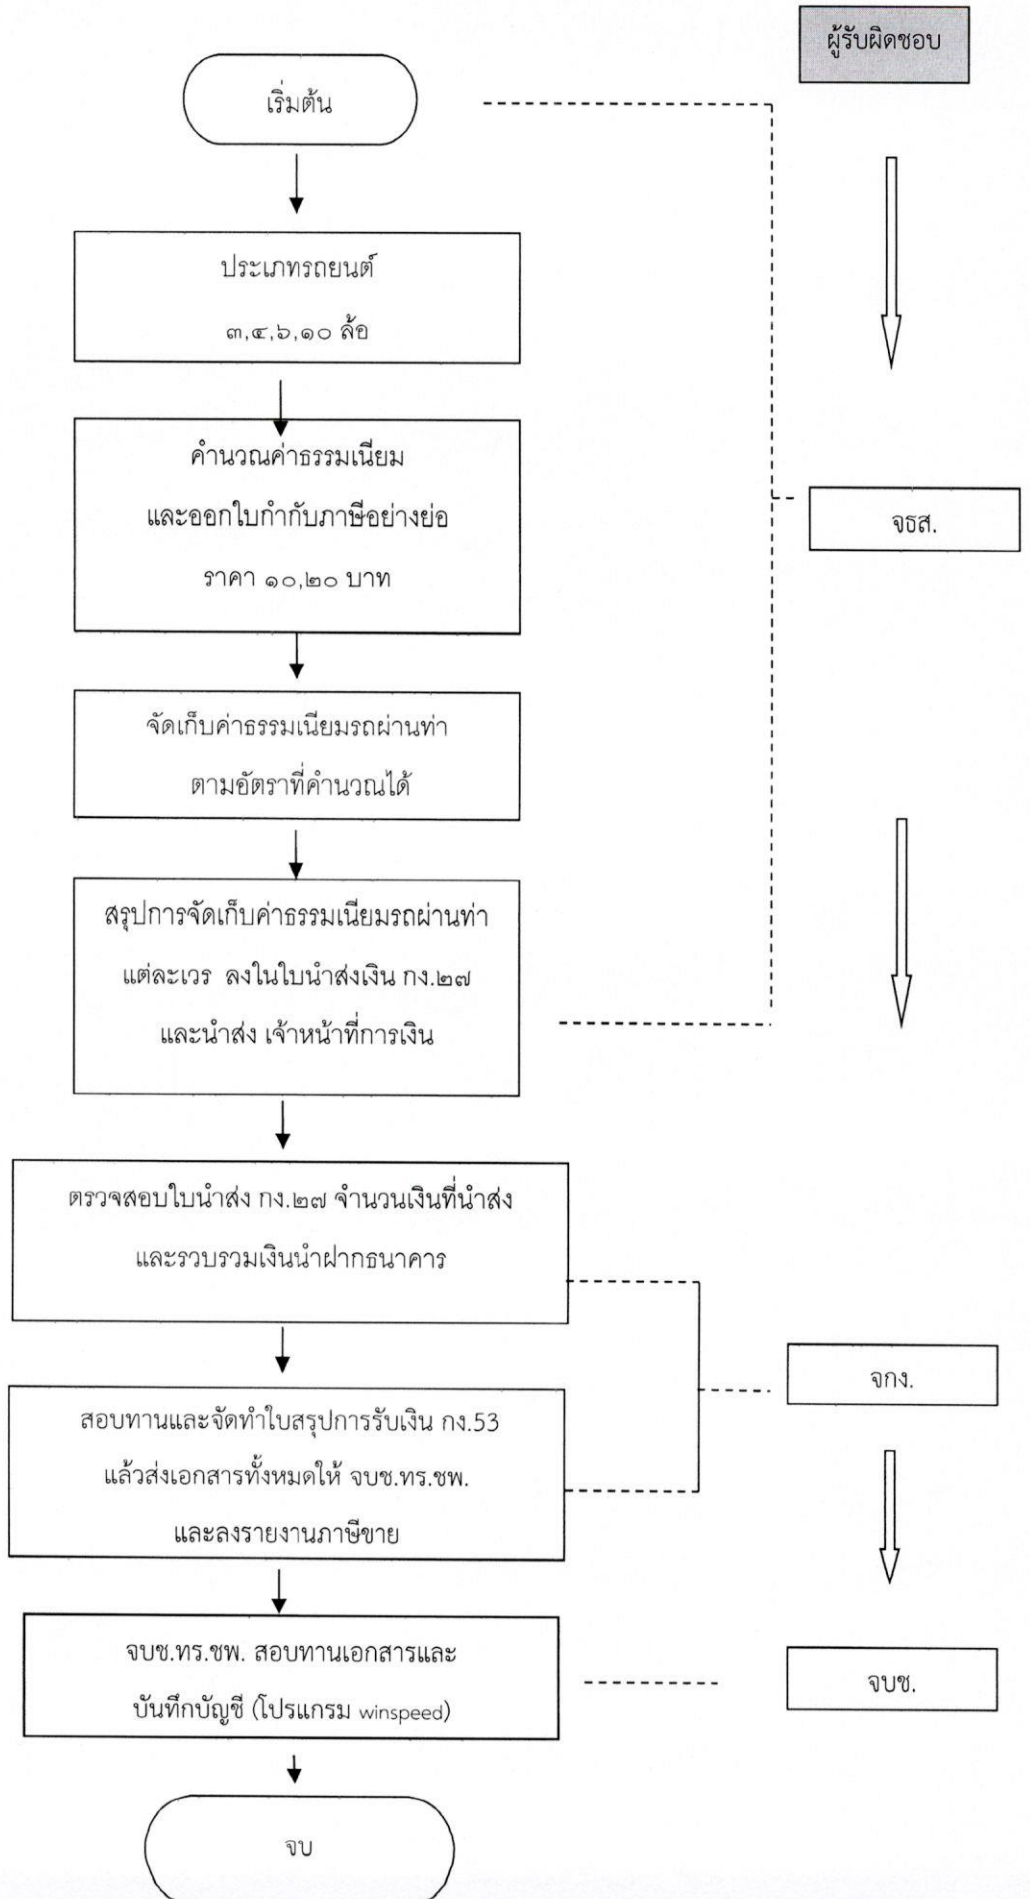 ผู้รับผิดชอบ
เริ่มต้น
ประเภทรถยนต์
๓,๔,๖,๑๐ ล้อ
คำนวณค่าธรรมเนียม
และออกใบกำกับภาษีอย่างย่อ
ราคา ๑๐,๒๐ บาท
จธส.
จัดเก็บค่าธรรมเนียมรถผ่านท่า
ตามอัตราที่คำนวณได้
สรุปการจัดเก็บค่าธรรมเนียมรถผ่านท่า
แต่ละเวร ลงในใบนำส่งเงิน กง.๒๗
และนำส่ง เจ้าหน้าที่การเงิน
ตรวจสอบใบนำส่ง กง.๒๗ จำนวนเงินที่นำส่ง
และรวบรวมเงินนำฝากธนาคาร
จกง.
สอบทานและจัดทำใบสรุปการรับเงิน กง.53
แล้วส่งเอกสารทั้งหมดให้ จบช.ทร.ชพ.
และลงรายงานภาษีขาย
จบช.ทร.ชพ. สอบทานเอกสารและ
บันทึกบัญชี (โปรแกรม winspeed)
จบช.
จบ